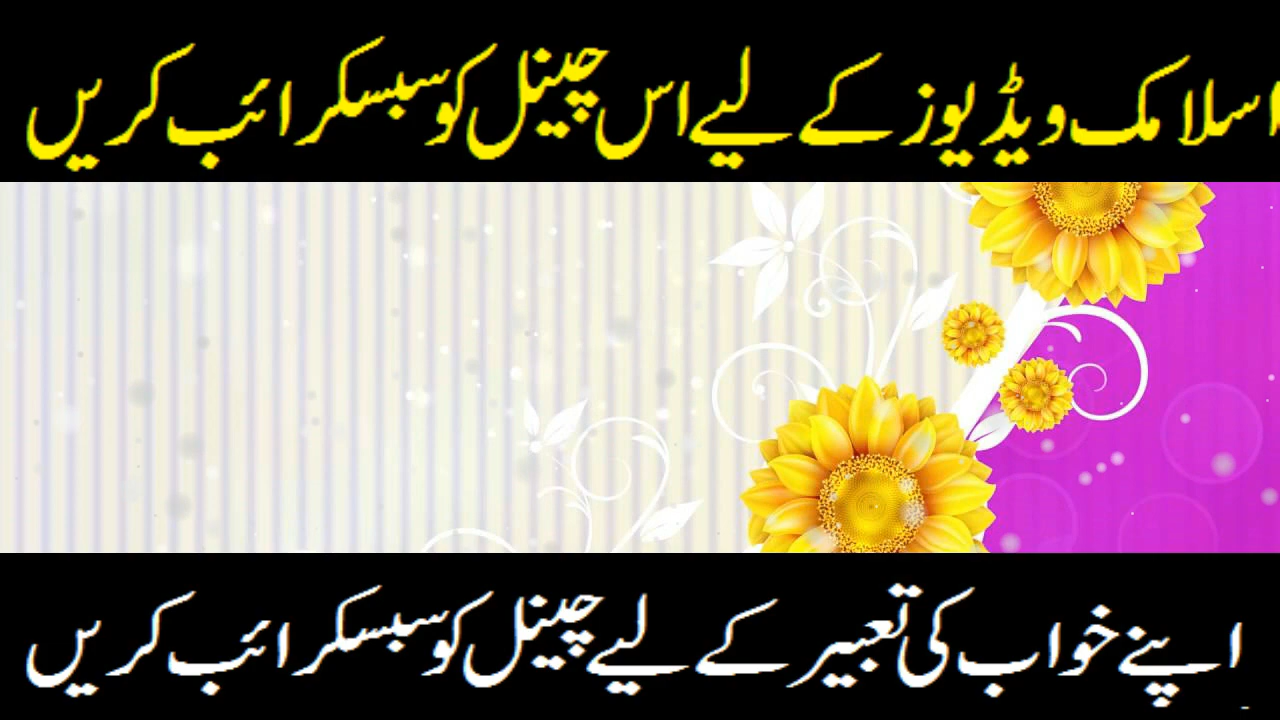 اسلامک ویڈیوز کے لیے اس چینل کو سبسکرائب کریں
اپنے خواب کی تعبیر کے لیے چینل کو سبسکرائب کریں